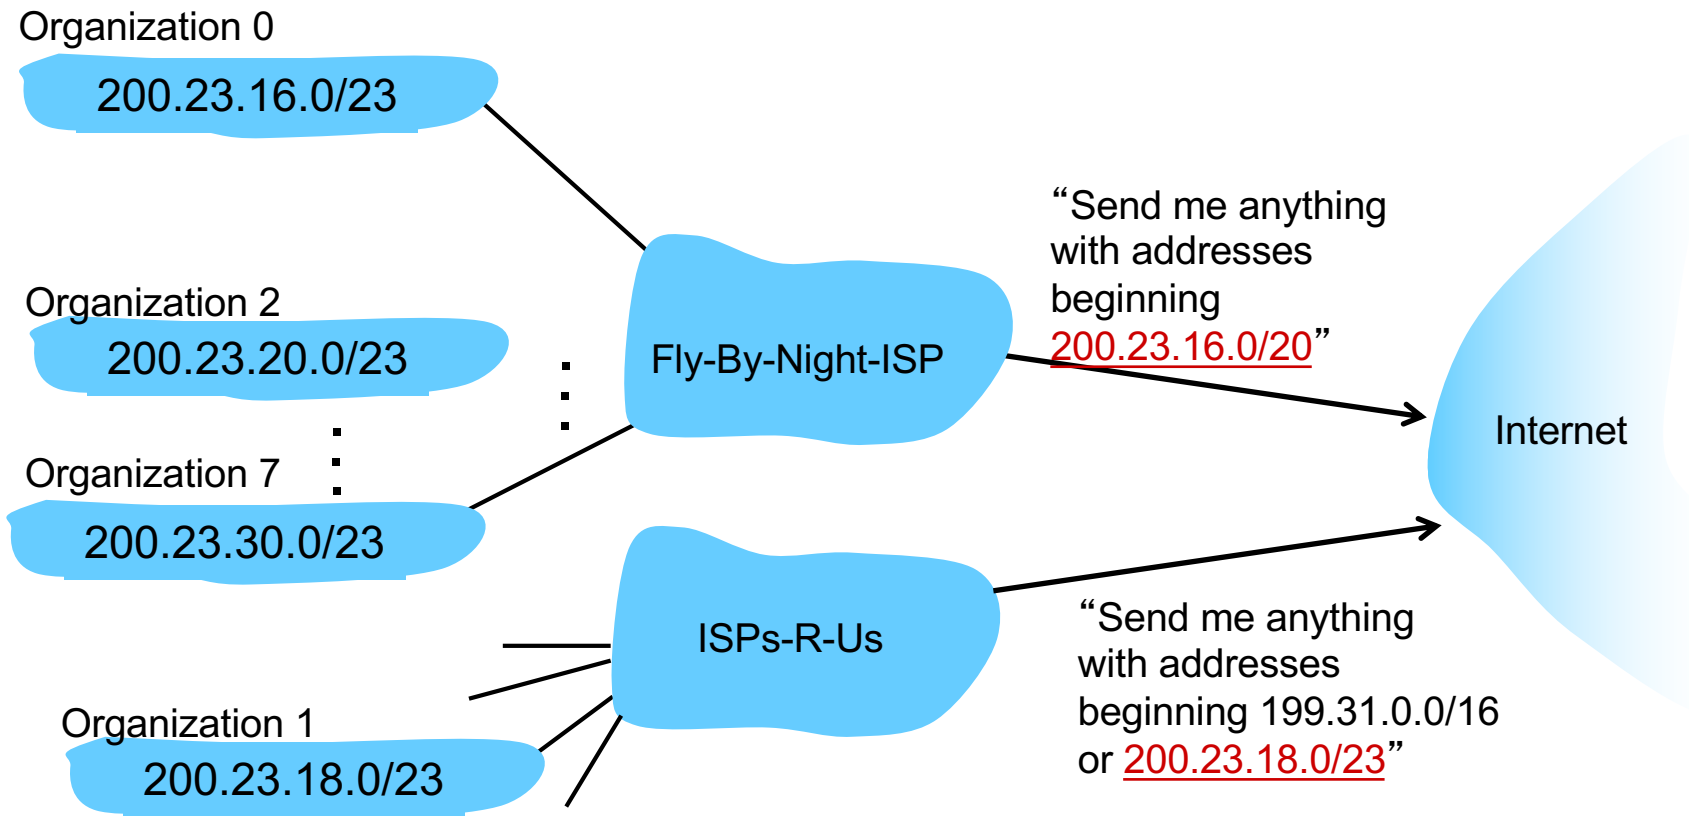 Organization 0
200.23.16.0/23
Organization 2
200.23.20.0/23
Organization 7
200.23.30.0/23
Fly-By-Night-ISP
“Send me anything
with addresses
beginning
200.23.16.0/20”
Internet
ISPs-R-Us
“Send me anything
with addresses
beginning 199.31.0.0/16
or 200.23.18.0/23”
Organization 1
200.23.18.0/23